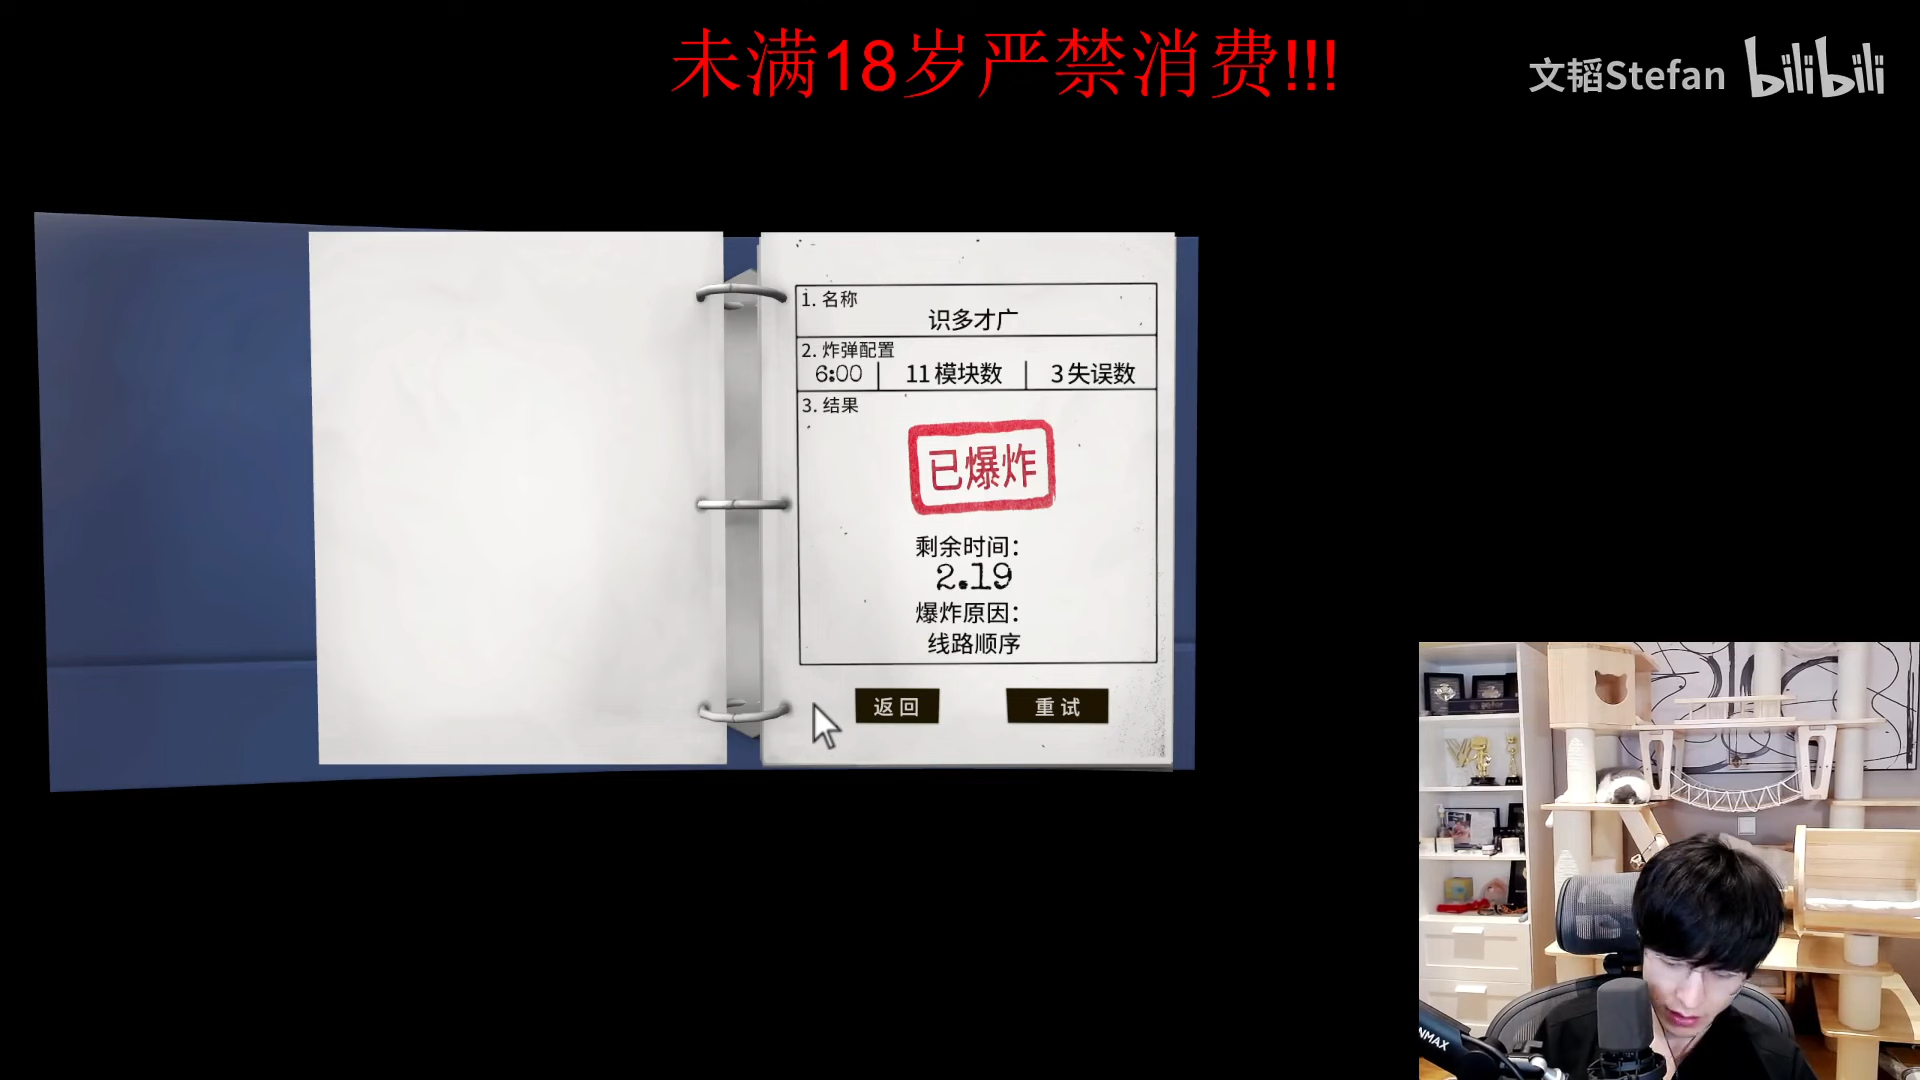 未满18岁严禁消费!!!
文韬Stefan bilibili
1. 名称
识多才广
2. 炸弹配置
6:00 | 11 模块数 | 3 失误数
3. 结果
已爆炸
剩余时间:
2.19
爆炸原因:
线路顺序
返回 重试